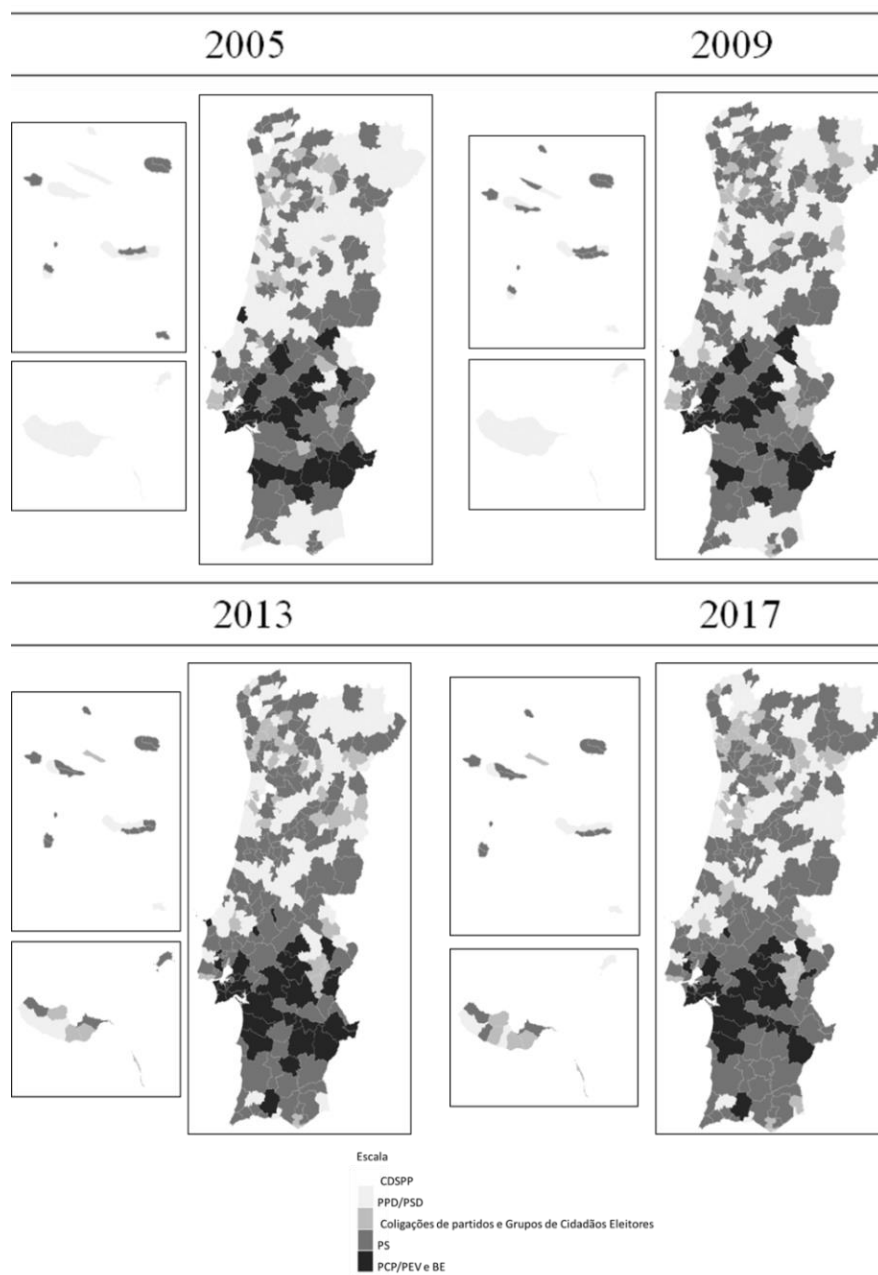 2005
2009
2013
2017
Escala
CDSPP
PPD/PSD
Coligações de partidos e Grupos de Cidadãos Eleitores
PS
PCP/PEV e BE